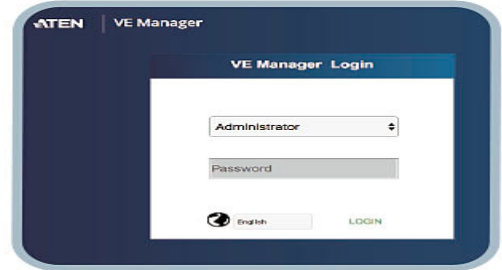 ATEN VE Manager
VE Manager Login
Administrator
Password
English LOGIN